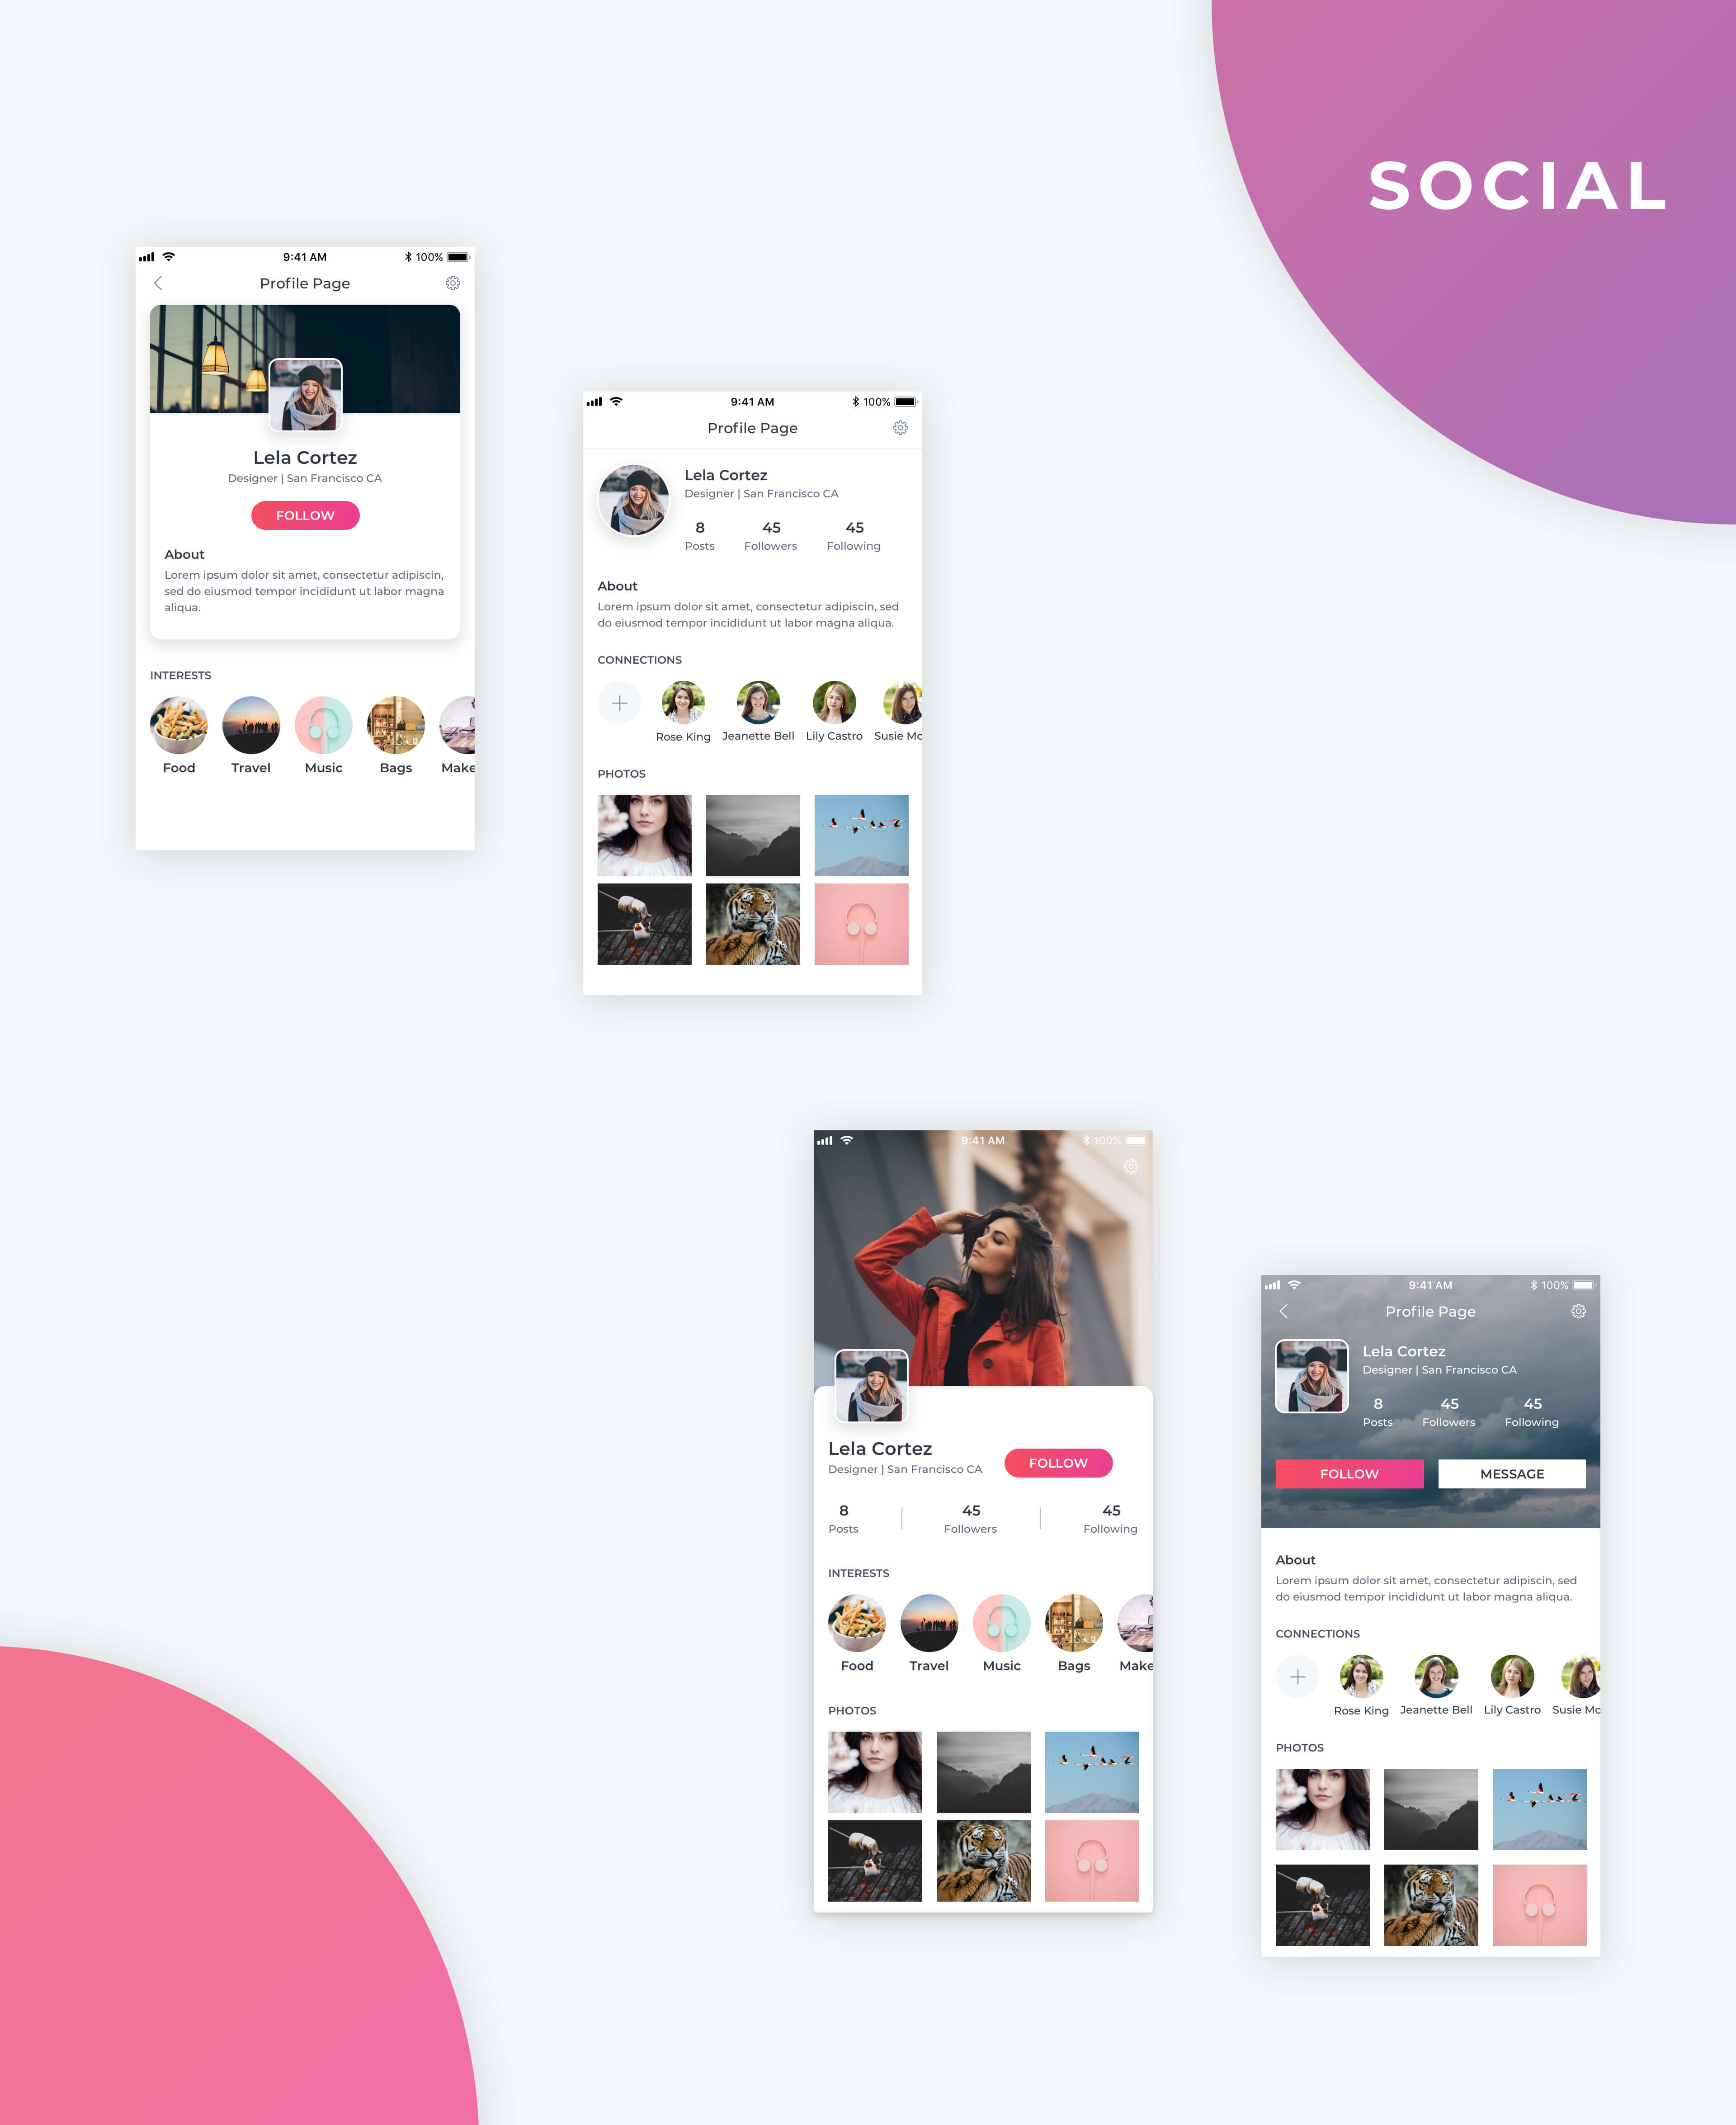 SOCIAL
9:41 AM
100%
Profile Page
Lela Cortez
Designer | San Francisco CA
FOLLOW
About
Lorem ipsum dolor sit amet, consectetur adipiscin,
sed do eiusmod tempor incididunt ut labor magna
aliqua.
INTERESTS
Food Travel Music Bags Make
9:41 AM
100%
Profile Page
Lela Cortez
Designer | San Francisco CA
8 45 45
Posts Followers Following
About
Lorem ipsum dolor sit amet, consectetur adipiscin, sed
do eiusmod tempor incididunt ut labor magna aliqua.
CONNECTIONS
Rose King Jeanette Bell Lily Castro Susie Mc
PHOTOS
9:41 AM
100%
Lela Cortez
Designer | San Francisco CA
FOLLOW
8 45 45
Posts Followers Following
INTERESTS
Food Travel Music Bags Make
PHOTOS
9:41 AM
100%
Profile Page
Lela Cortez
Designer | San Francisco CA
8 45 45
Posts Followers Following
FOLLOW MESSAGE
About
Lorem ipsum dolor sit amet, consectetur adipiscin, sed
do eiusmod tempor incididunt ut labor magna aliqua.
CONNECTIONS
Rose King Jeanette Bell Lily Castro Susie Mc
PHOTOS